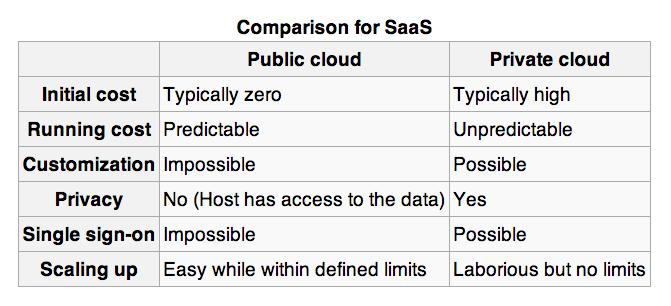 Comparison for SaaS
Public cloud Private cloud
Initial cost Typically zero Typically high
Running cost Predictable Unpredictable
Customization Impossible Possible
Privacy No (Host has access to the data) Yes
Single sign-on Impossible Possible
Scaling up Easy while within defined limits Laborious but no limits